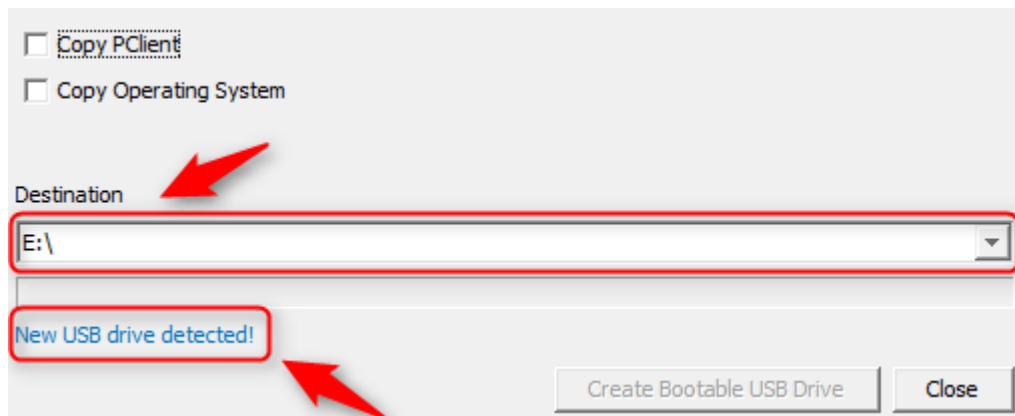 Copy PClient
Copy Operating System
Destination
E:\
New USB drive detected!
Create Bootable USB Drive
Close